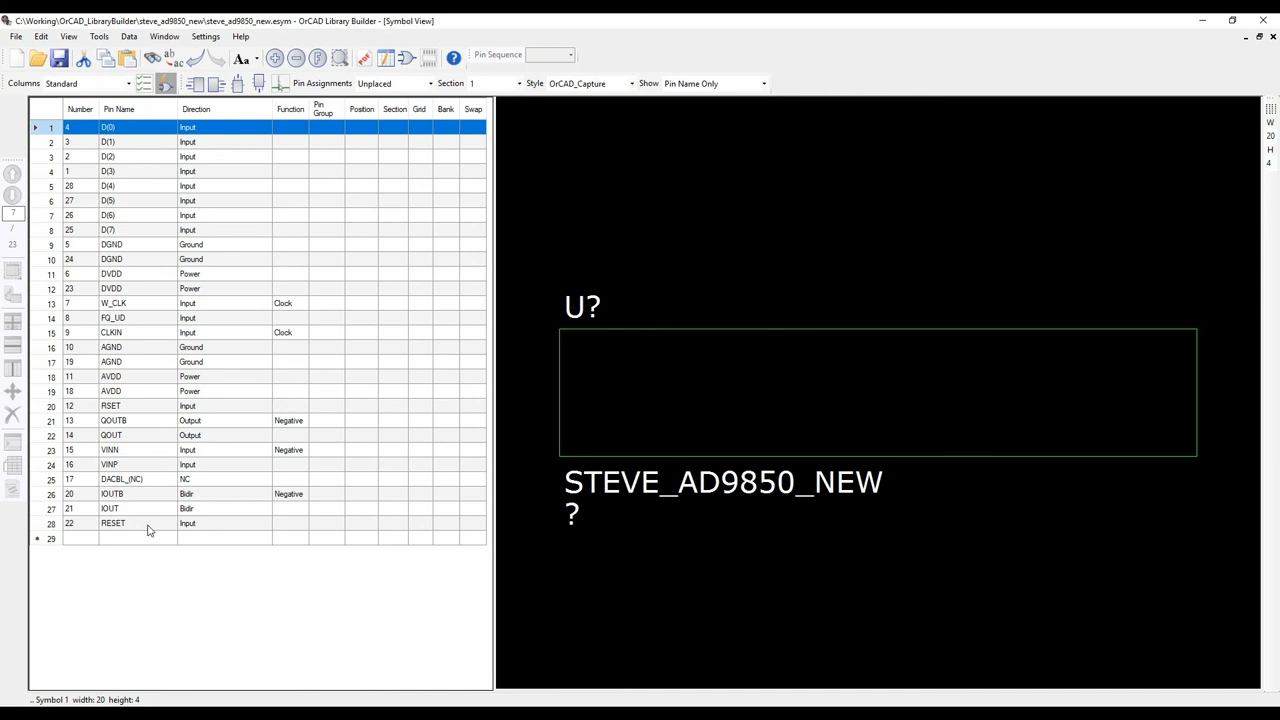 C:\Working\OrCAD_LibraryBuilder\steve_ad9850_new\steve_ad9850_new.esym - OrCAD Library Builder - [Symbol View]
File Edit View Tools Data Window Settings Help
Aa Pin Sequence
Columns Standard Pin Assignments Unplaced Section 1 Style OrCAD_Capture Show Pin Name Only
Number Pin Name Direction Function Pin Group Position Section Grid Bank Swap
1 4 D(0) Input
2 3 D(1) Input
3 2 D(2) Input
4 1 D(3) Input
5 28 D(4) Input
6 27 D(5) Input
7 26 D(6) Input
8 25 D(7) Input
9 5 DGND Ground
10 24 DGND Ground
11 6 DVDD Power
12 23 DVDD Power
13 7 W_CLK Input Clock
14 8 FQ_UD Input
15 9 CLKIN Input Clock
16 10 AGND Ground
17 19 AGND Ground
18 11 AVDD Power
19 18 AVDD Power
20 12 RSET Input
21 13 QOUTB Output Negative
22 14 QOUT Output
23 15 VINN Input Negative
24 16 VINP Input
25 17 DACBL_(NC) NC
26 20 IOUTB Bidir Negative
27 21 IOUT Bidir
28 22 RESET Input
* 29
7
/
23
U?
STEVE_AD9850_NEW
?
W
20
H
4
.. Symbol 1 width: 20 height: 4